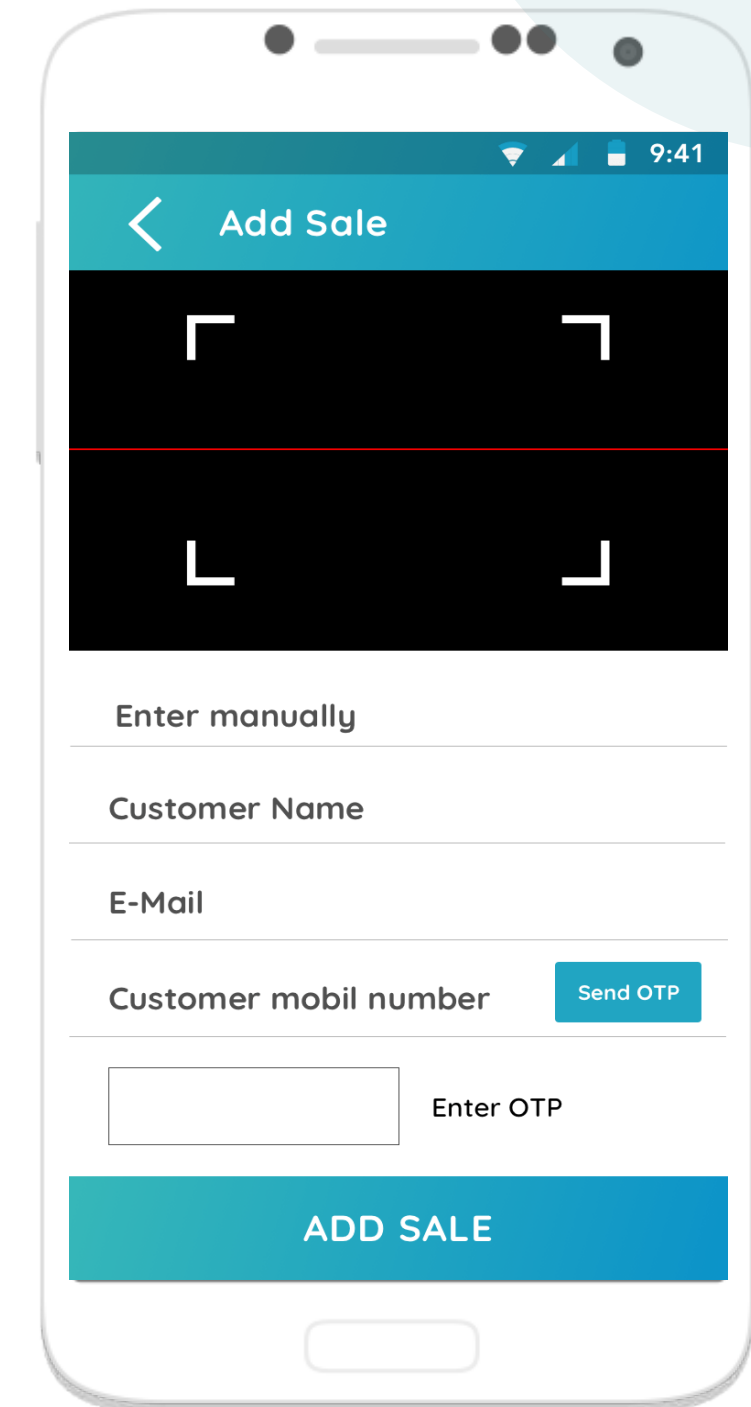 9:41
Add Sale
Enter manually
Customer Name
E-Mail
Customer mobil number
Send OTP
Enter OTP
ADD SALE